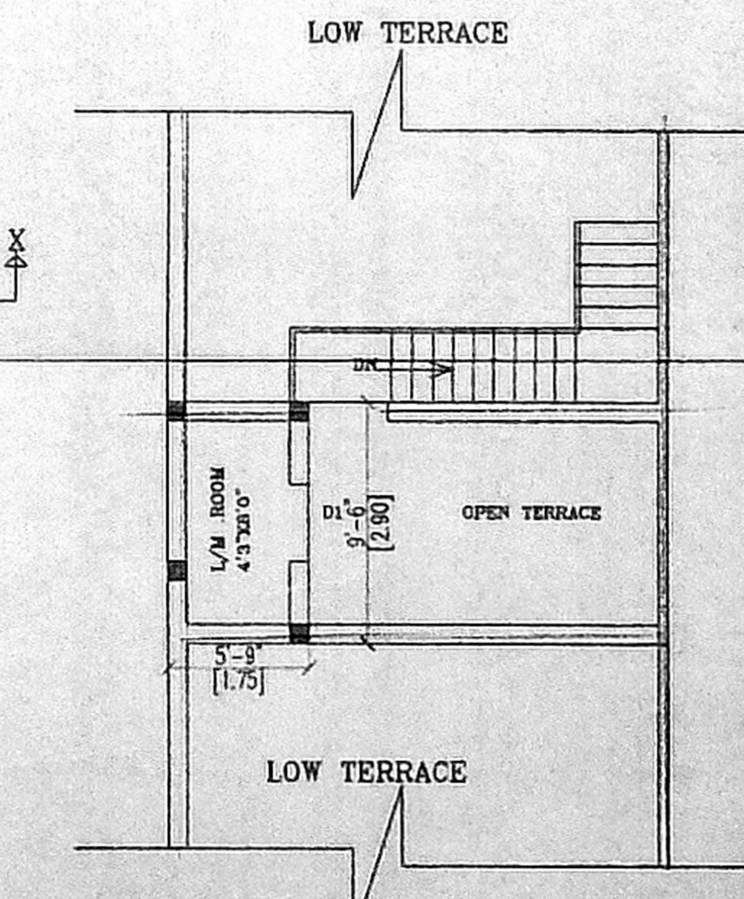 LOW TERRACE
X
DN
L/M .ROOM
4'3"X8'0"
D1
9'-6"
[2.90]
OPEN TERRACE
5'-9"
[1.75]
LOW TERRACE